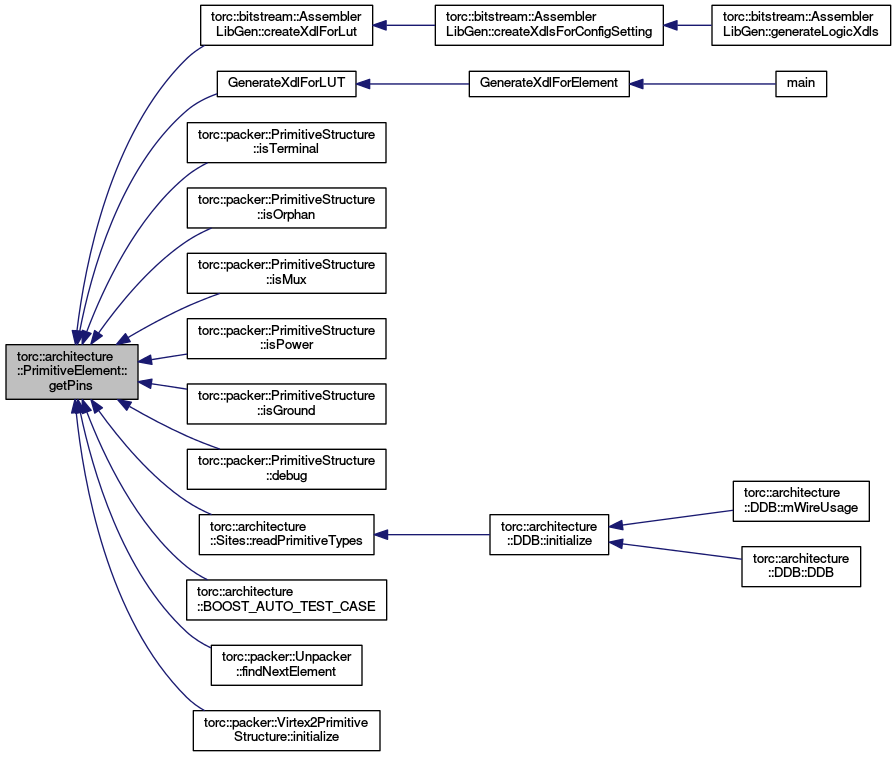 torc::bitstream::Assembler
LibGen::createXdlForLut
torc::bitstream::Assembler
LibGen::createXdlsForConfigSetting
torc::bitstream::Assembler
LibGen::generateLogicXdls
GenerateXdlForLUT
GenerateXdlForElement
main
torc::packer::PrimitiveStructure
::isTerminal
torc::packer::PrimitiveStructure
::isOrphan
torc::packer::PrimitiveStructure
::isMux
torc::packer::PrimitiveStructure
::isPower
torc::architecture
::PrimitiveElement::
getPins
torc::packer::PrimitiveStructure
::isGround
torc::packer::PrimitiveStructure
::debug
torc::architecture
::Sites::readPrimitiveTypes
torc::architecture
::DDB::initialize
torc::architecture
::DDB::mWireUsage
torc::architecture
::DDB::DDB
torc::architecture
::BOOST_AUTO_TEST_CASE
torc::packer::Unpacker
::findNextElement
torc::packer::Virtex2Primitive
Structure::initialize